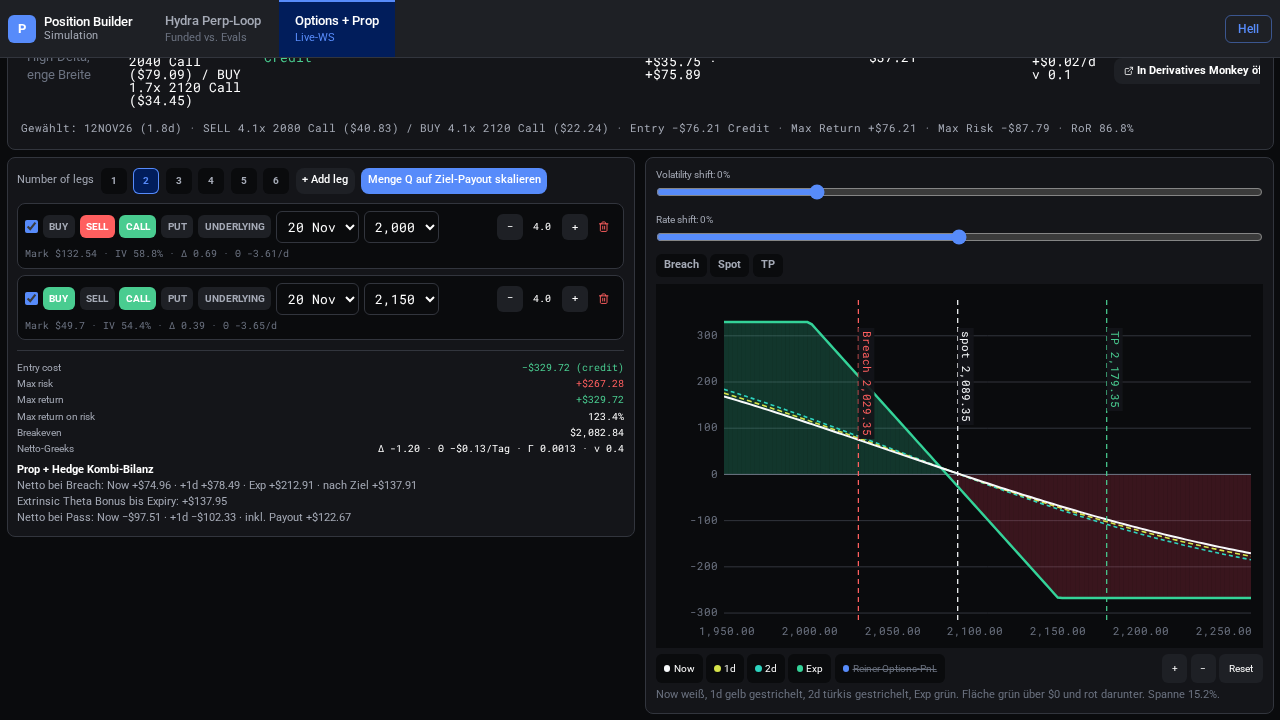 P
Position Builder
Simulation
Hydra Perp-Loop
Funded vs. Evals
Options + Prop
Live-WS
Hell
enge Breite
2040 Call
($79.09) / BUY
1.7x 2120 Call
($34.45)
Credit
+$35.75 ·
+$75.89
$37.21
+$0.02/d
ν 0.1
In Derivatives Monkey öf
Gewählt: 12NOV26 (1.8d) · SELL 4.1x 2080 Call ($40.83) / BUY 4.1x 2120 Call ($22.24) · Entry −$76.21 Credit · Max Return +$76.21 · Max Risk −$87.79 · RoR 86.8%
Number of legs 1 2 3 4 5 6 + Add leg Menge Q auf Ziel-Payout skalieren
BUY SELL CALL PUT UNDERLYING 20 Nov 2,000 − 4.0 +
Mark $132.54 · IV 58.8% · Δ 0.69 · Θ −3.61/d
BUY SELL CALL PUT UNDERLYING 20 Nov 2,150 − 4.0 +
Mark $49.7 · IV 54.4% · Δ 0.39 · Θ −3.65/d
Entry cost −$329.72 (credit)
Max risk +$267.28
Max return +$329.72
Max return on risk 123.4%
Breakeven $2,082.84
Netto-Greeks Δ −1.20 · Θ −$0.13/Tag · Γ 0.0013 · ν 0.4
Prop + Hedge Kombi-Bilanz
Netto bei Breach: Now +$74.96 · +1d +$78.49 · Exp +$212.91 · nach Ziel +$137.91
Extrinsic Theta Bonus bis Expiry: +$137.95
Netto bei Pass: Now −$97.51 · +1d −$102.33 · inkl. Payout +$122.67
Volatility shift: 0%
Rate shift: 0%
Breach Spot TP
300
200
100
0
-100
-200
-300
Breach 2,029.35
spot 2,089.35
TP 2,179.35
1,950.00 2,000.00 2,050.00 2,100.00 2,150.00 2,200.00 2,250.00
Now 1d 2d Exp Reiner Options-PnL + − Reset
Now weiß, 1d gelb gestrichelt, 2d türkis gestrichelt, Exp grün. Fläche grün über $0 und rot darunter. Spanne 15.2%.